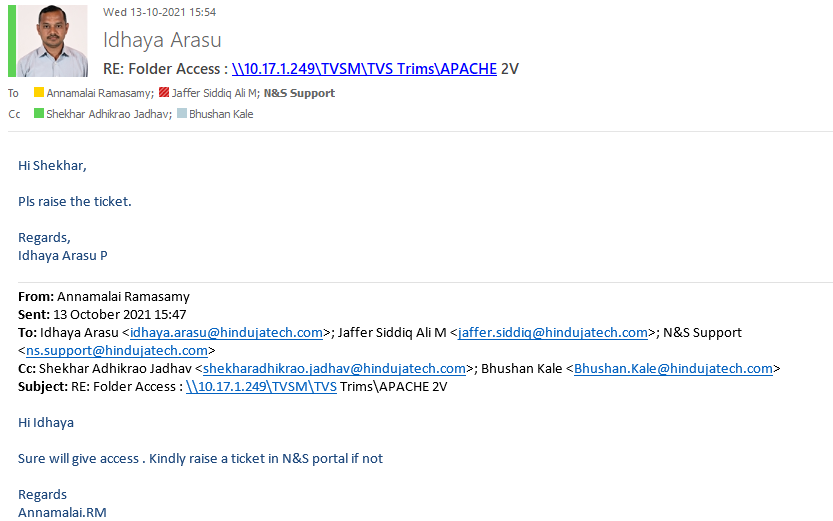 Wed 13-10-2021 15:54
Idhaya Arasu
RE: Folder Access : \\10.17.1.249\TVSM\TVS Trims\APACHE 2V
To Annamalai Ramasamy; Jaffer Siddiq Ali M; N&S Support
Cc Shekhar Adhikrao Jadhav; Bhushan Kale
Hi Shekhar,
Pls raise the ticket.
Regards,
Idhaya Arasu P
From: Annamalai Ramasamy
Sent: 13 October 2021 15:47
To: Idhaya Arasu <idhaya.arasu@hindujatech.com>; Jaffer Siddiq Ali M <jaffer.siddiq@hindujatech.com>; N&S Support
<ns.support@hindujatech.com>
Cc: Shekhar Adhikrao Jadhav <shekharadhikrao.jadhav@hindujatech.com>; Bhushan Kale <Bhushan.Kale@hindujatech.com>
Subject: RE: Folder Access : \\10.17.1.249\TVSM\TVS Trims\APACHE 2V
Hi Idhaya
Sure will give access . Kindly raise a ticket in N&S portal if not
Regards
Annamalai.RM